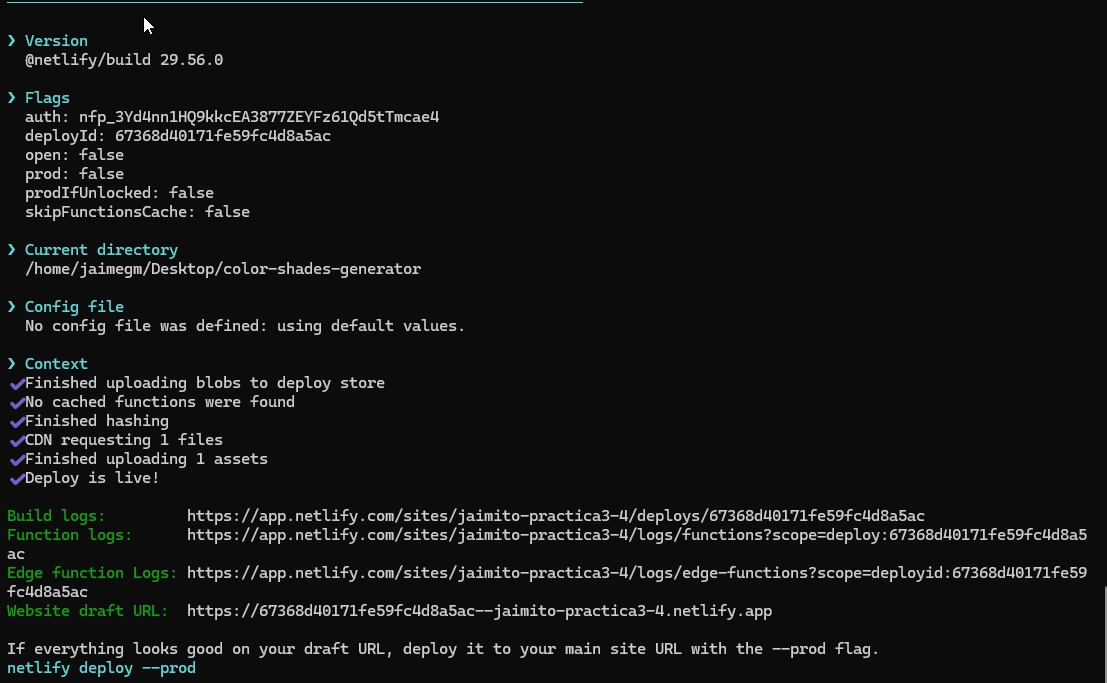 ❯ Version
@netlify/build 29.56.0
❯ Flags
auth: nfp_3Yd4nn1HQ9kkcEA3877ZEYFz61Qd5tTmcae4
deployId: 67368d40171fe59fc4d8a5ac
open: false
prod: false
prodIfUnlocked: false
skipFunctionsCache: false
❯ Current directory
/home/jaimegm/Desktop/color-shades-generator
❯ Config file
No config file was defined: using default values.
❯ Context
✔Finished uploading blobs to deploy store
✔No cached functions were found
✔Finished hashing
✔CDN requesting 1 files
✔Finished uploading 1 assets
✔Deploy is live!
Build logs: https://app.netlify.com/sites/jaimito-practica3-4/deploys/67368d40171fe59fc4d8a5ac
Function logs: https://app.netlify.com/sites/jaimito-practica3-4/logs/functions?scope=deploy:67368d40171fe59fc4d8a5
ac
Edge function Logs: https://app.netlify.com/sites/jaimito-practica3-4/logs/edge-functions?scope=deployid:67368d40171fe59
fc4d8a5ac
Website draft URL: https://67368d40171fe59fc4d8a5ac--jaimito-practica3-4.netlify.app
If everything looks good on your draft URL, deploy it to your main site URL with the --prod flag.
netlify deploy --prod